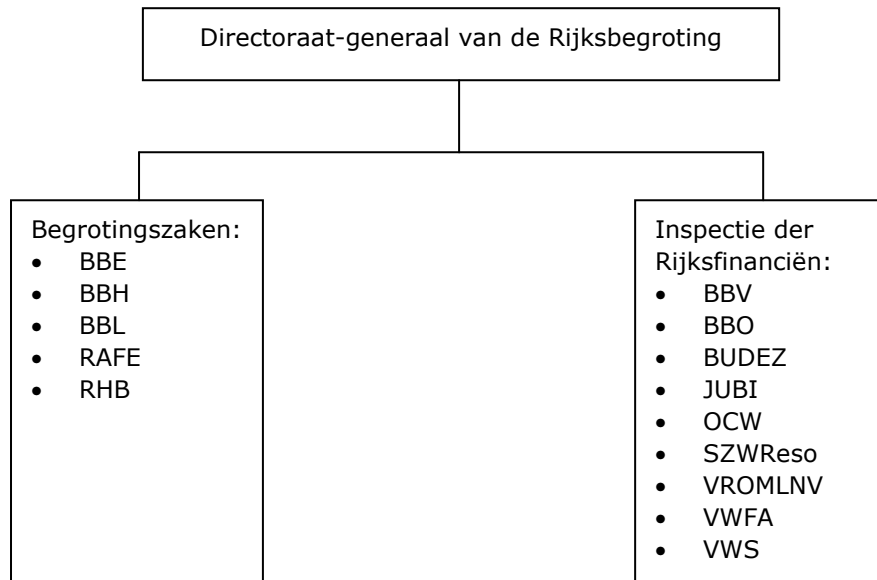 Directoraat-generaal van de Rijksbegroting
Begrotingszaken:
• BBE
• BBH
• BBL
• RAFE
• RHB
Inspectie der
Rijksfinanciën:
• BBV
• BBO
• BUDEZ
• JUBI
• OCW
• SZWReso
• VROMLNV
• VWFA
• VWS